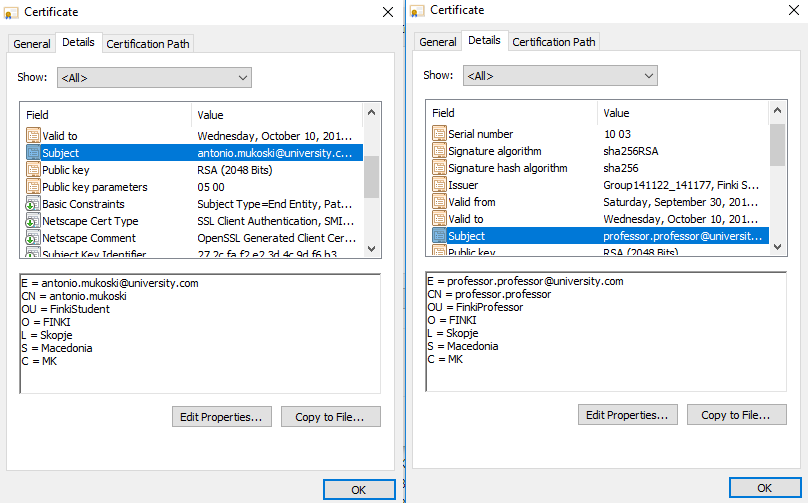 Certificate
General Details Certification Path
Show: <All>
Field Value
Valid to Wednesday, October 10, 201...
Subject antonio.mukoski@university.c...
Public key RSA (2048 Bits)
Public key parameters 05 00
Basic Constraints Subject Type=End Entity, Pat...
Netscape Cert Type SSL Client Authentication, SMI...
Netscape Comment OpenSSL Generated Client Cer...
Subject Key Identifier 27 2c fa f2 e2 3d 4c 9d f6 b3
E = antonio.mukoski@university.com
CN = antonio.mukoski
OU = FinkiStudent
O = FINKI
L = Skopje
S = Macedonia
C = MK
Edit Properties... Copy to File...
OK
Certificate
General Details Certification Path
Show: <All>
Field Value
Serial number 10 03
Signature algorithm sha256RSA
Signature hash algorithm sha256
Issuer Group141122_141177, Finki S...
Valid from Saturday, September 30, 201...
Valid to Wednesday, October 10, 201...
Subject professor.professor@universit...
Public key RSA (2048 Bits)
E = professor.professor@university.com
CN = professor.professor
OU = FinkiProfessor
O = FINKI
L = Skopje
S = Macedonia
C = MK
Edit Properties... Copy to File...
OK